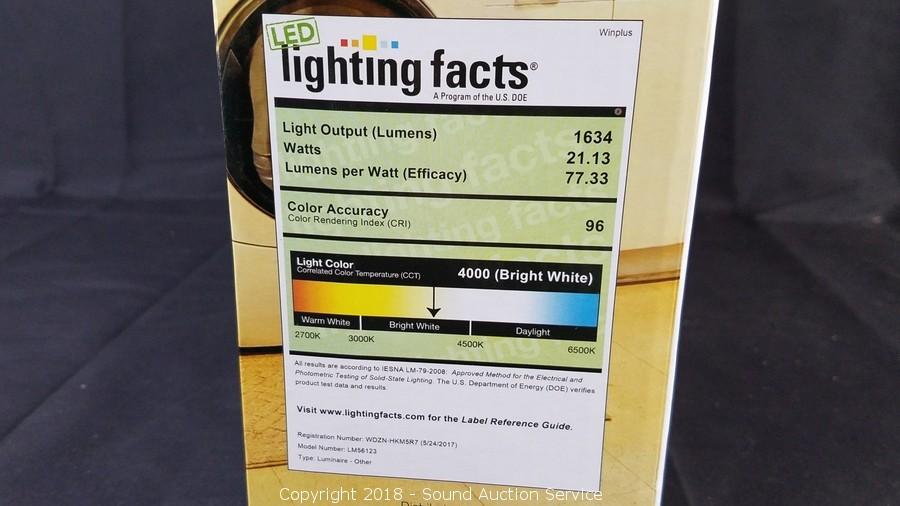 LED
Winplus
lighting facts®
A Program of the U.S. DOE
Light Output (Lumens) 1634
Watts 21.13
Lumens per Watt (Efficacy) 77.33
Color Accuracy
Color Rendering Index (CRI) 96
Light Color
Correlated Color Temperature (CCT) 4000 (Bright White)
Warm White Bright White Daylight
2700K 3000K 4500K 6500K
All results are according to IESNA LM-79-2008: Approved Method for the Electrical and
Photometric Testing of Solid-State Lighting. The U.S. Department of Energy (DOE) verifies
product test data and results.
Visit www.lightingfacts.com for the Label Reference Guide.
Registration Number: WDZN-HKM5R7 (5/24/2017)
Model Number: LM56123
Type: Luminaire - Other
Copyright 2018 - Sound Auction Service